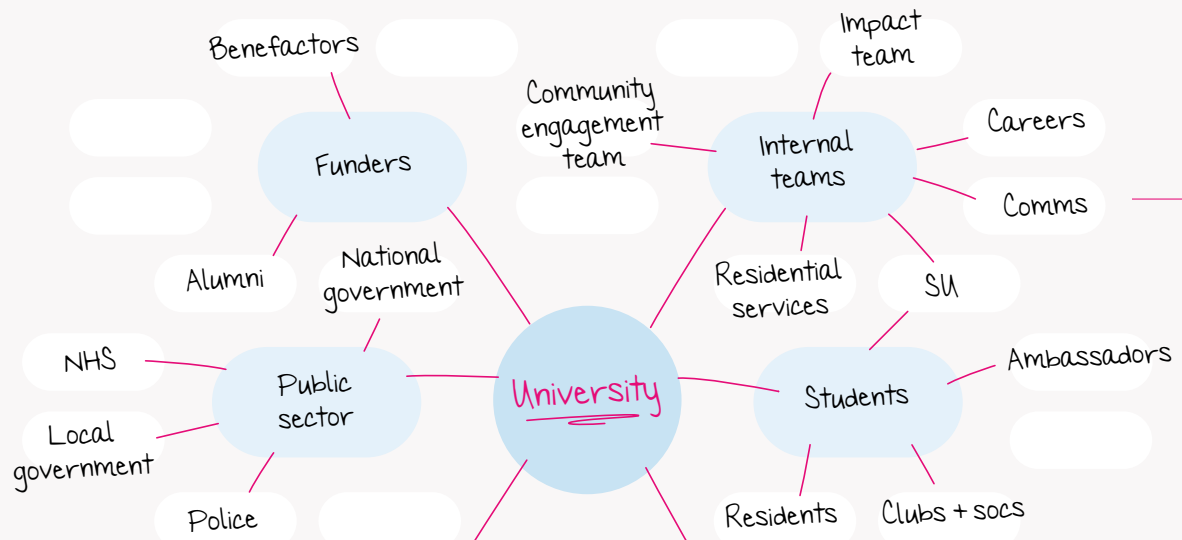 Benefactors
Impact
team
Community
engagement
team
Careers
Funders
Internal
teams
Comms
Alumni
National
government
Residential
services
SU
NHS
Public
sector
University
Students
Ambassadors
Local
government
Police
Residents
Clubs + socs